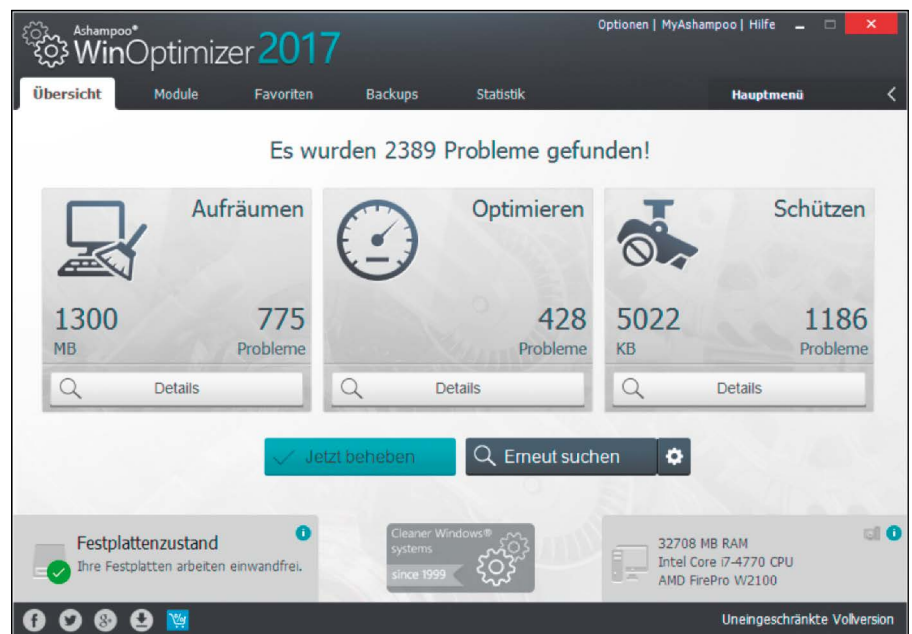 Ashampoo®
WinOptimizer 2017
Optionen | MyAshampoo | Hilfe
Übersicht Module Favoriten Backups Statistik Hauptmenü
Es wurden 2389 Probleme gefunden!
Aufräumen
1300 775
MB Probleme
Details
Optimieren
428
Probleme
Details
Schützen
5022 1186
KB Probleme
Details
Jetzt beheben Erneut suchen
Festplattenzustand
Ihre Festplatten arbeiten einwandfrei.
Cleaner Windows®
systems
since 1999
32708 MB RAM
Intel Core i7-4770 CPU
AMD FirePro W2100
Uneingeschränkte Vollversion